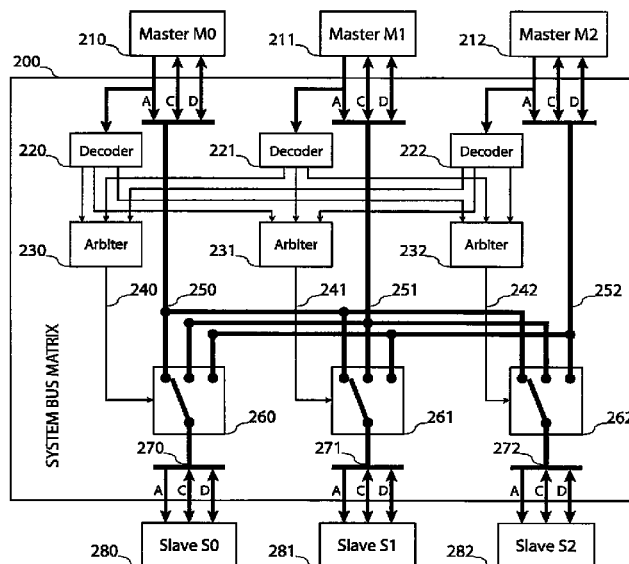 210 Master M0 211 Master M1 212 Master M2
200
A C D A C D A C D
220 Decoder 221 Decoder 222 Decoder
Arbiter Arbiter Arbiter
230 231 232
240 250 241 251 242 252
SYSTEM BUS MATRIX
260 261 262
270 271 272
A C D A C D A C D
Slave S0 Slave S1 Slave S2
280 281 282